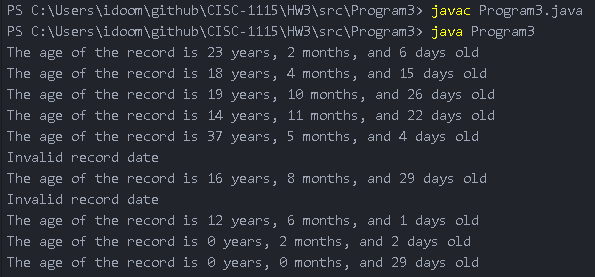 PS C:\Users\idoom\github\CISC-1115\HW3\src\Program3> javac Program3.java
PS C:\Users\idoom\github\CISC-1115\HW3\src\Program3> java Program3
The age of the record is 23 years, 2 months, and 6 days old
The age of the record is 18 years, 4 months, and 15 days old
The age of the record is 19 years, 10 months, and 26 days old
The age of the record is 14 years, 11 months, and 22 days old
The age of the record is 37 years, 5 months, and 4 days old
Invalid record date
The age of the record is 16 years, 8 months, and 29 days old
Invalid record date
The age of the record is 12 years, 6 months, and 1 days old
The age of the record is 0 years, 2 months, and 2 days old
The age of the record is 0 years, 0 months, and 29 days old